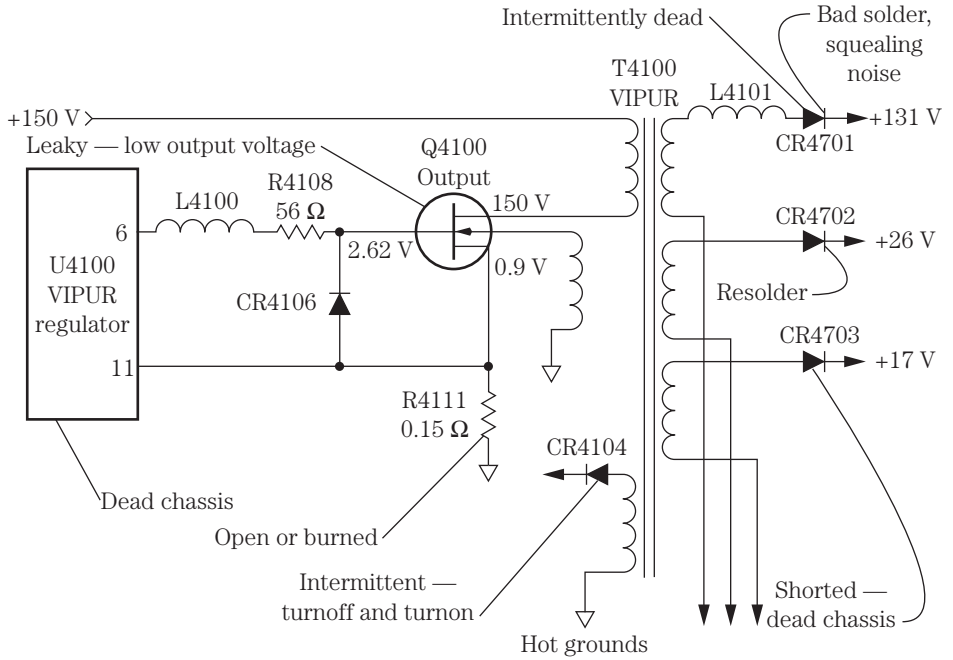 Intermittently dead
Bad solder,
squealing
noise
T4100
VIPUR
L4101
+150 V
+131 V
CR4701
Leaky — low output voltage
Q4100
Output
R4108
56 Ω
L4100
150 V
CR4702
6
2.62 V
+26 V
U4100
VIPUR
regulator
0.9 V
CR4106
Resolder
CR4703
11
+17 V
R4111
0.15 Ω
CR4104
Dead chassis
Open or burned
Intermittent —
turnoff and turnon
Shorted —
dead chassis
Hot grounds